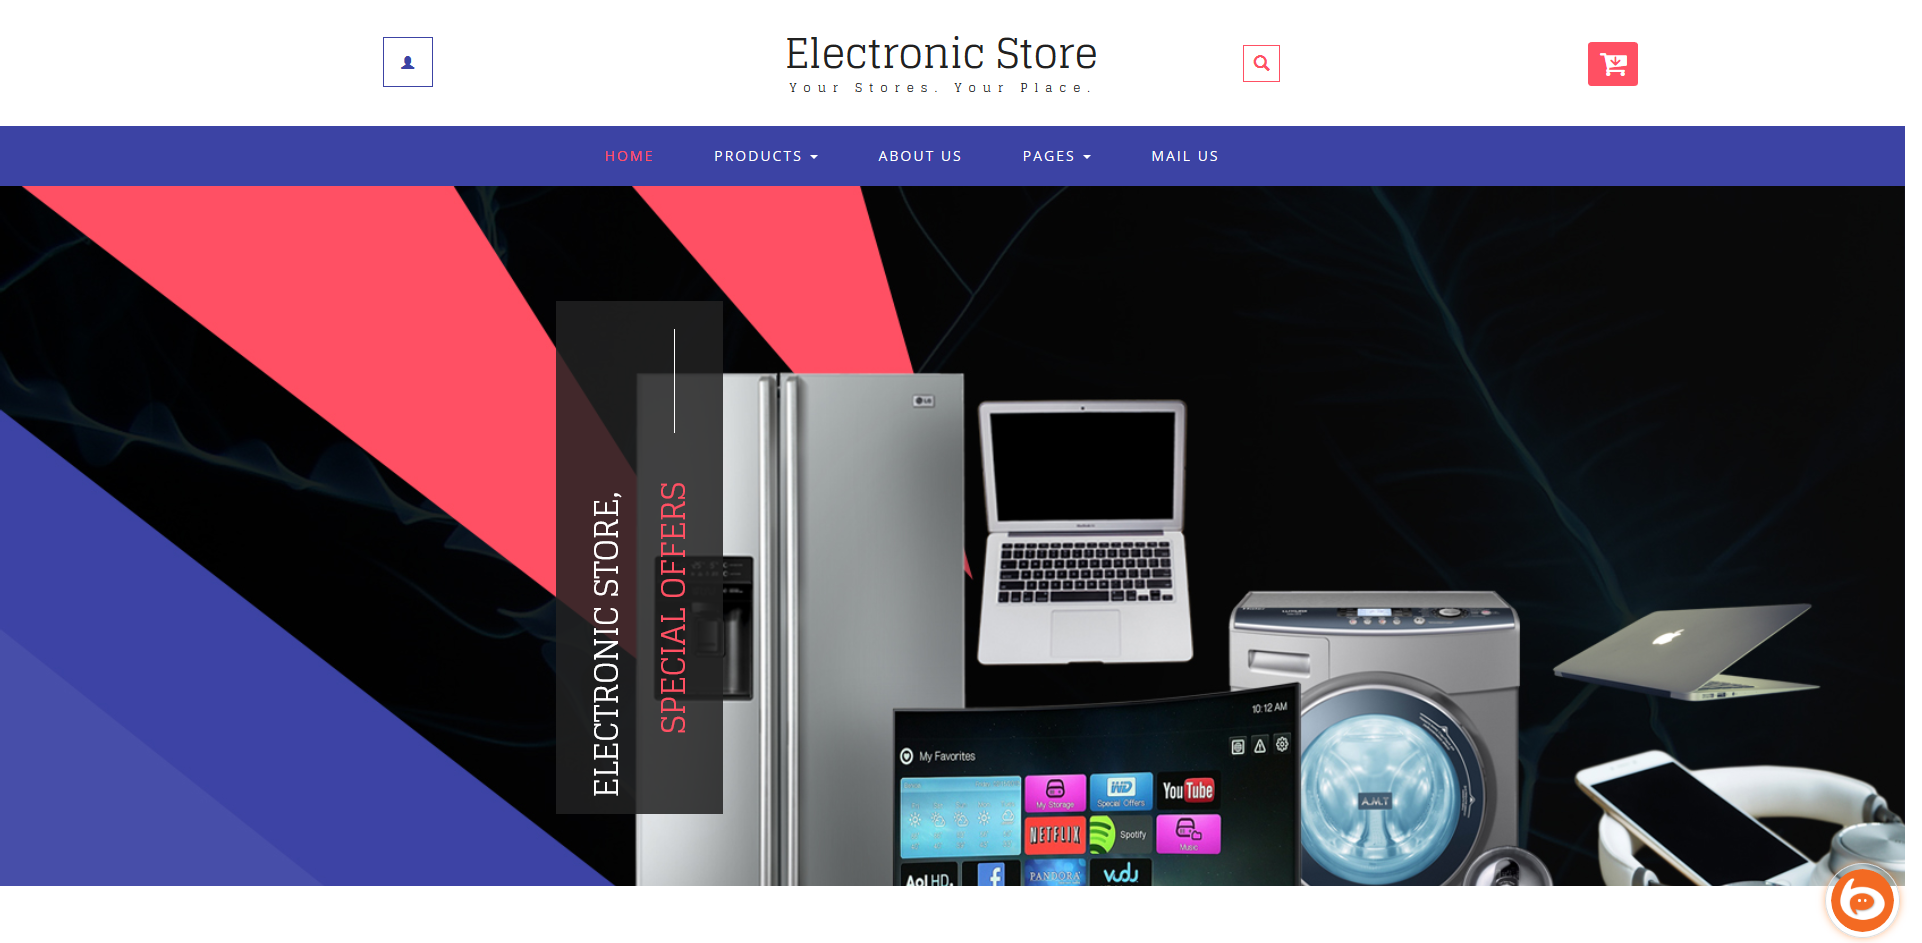 Electronic Store
Your Stores. Your Place.
HOME PRODUCTS ABOUT US PAGES MAIL US
ELECTRONIC STORE,
SPECIAL OFFERS
LG
10:12 AM
My Favorites
My Storage
WD
Special Offers
YouTube
NETFLIX
Spotify
Music
Aol HD.
f
PANDORA
vudu
A.M.T